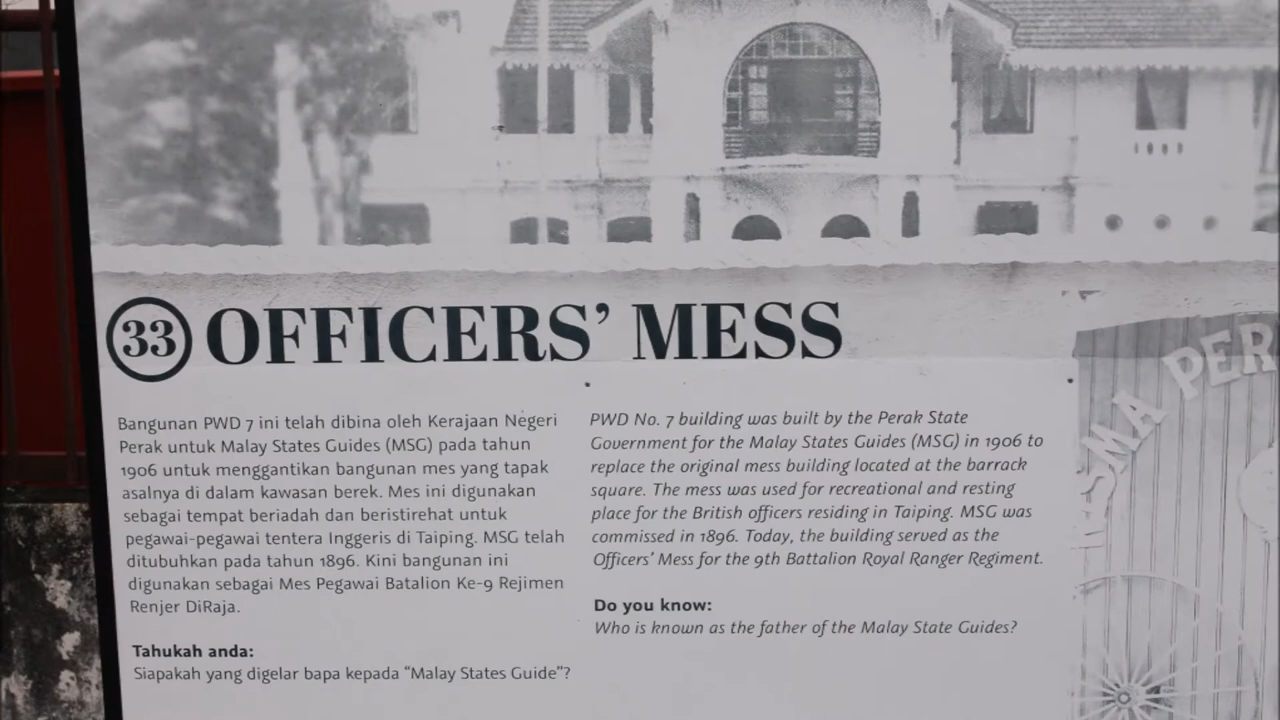 33 OFFICERS' MESS
Bangunan PWD 7 ini telah dibina oleh Kerajaan Negeri
Perak untuk Malay States Guides (MSG) pada tahun
1906 untuk menggantikan bangunan mes yang tapak
asalnya di dalam kawasan berek. Mes ini digunakan
sebagai tempat beriadah dan beristirehat untuk
pegawai-pegawai tentera Inggeris di Taiping. MSG telah
ditubuhkan pada tahun 1896. Kini bangunan ini
digunakan sebagai Mes Pegawai Batalion Ke-9 Rejimen
Renjer DiRaja.
Tahukah anda:
Siapakah yang digelar bapa kepada "Malay States Guide"?
PWD No. 7 building was built by the Perak State
Government for the Malay States Guides (MSG) in 1906 to
replace the original mess building located at the barrack
square. The mess was used for recreational and resting
place for the British officers residing in Taiping. MSG was
commissed in 1896. Today, the building served as the
Officers' Mess for the 9th Battalion Royal Ranger Regiment.
Do you know:
Who is known as the father of the Malay State Guides?
SMA PER